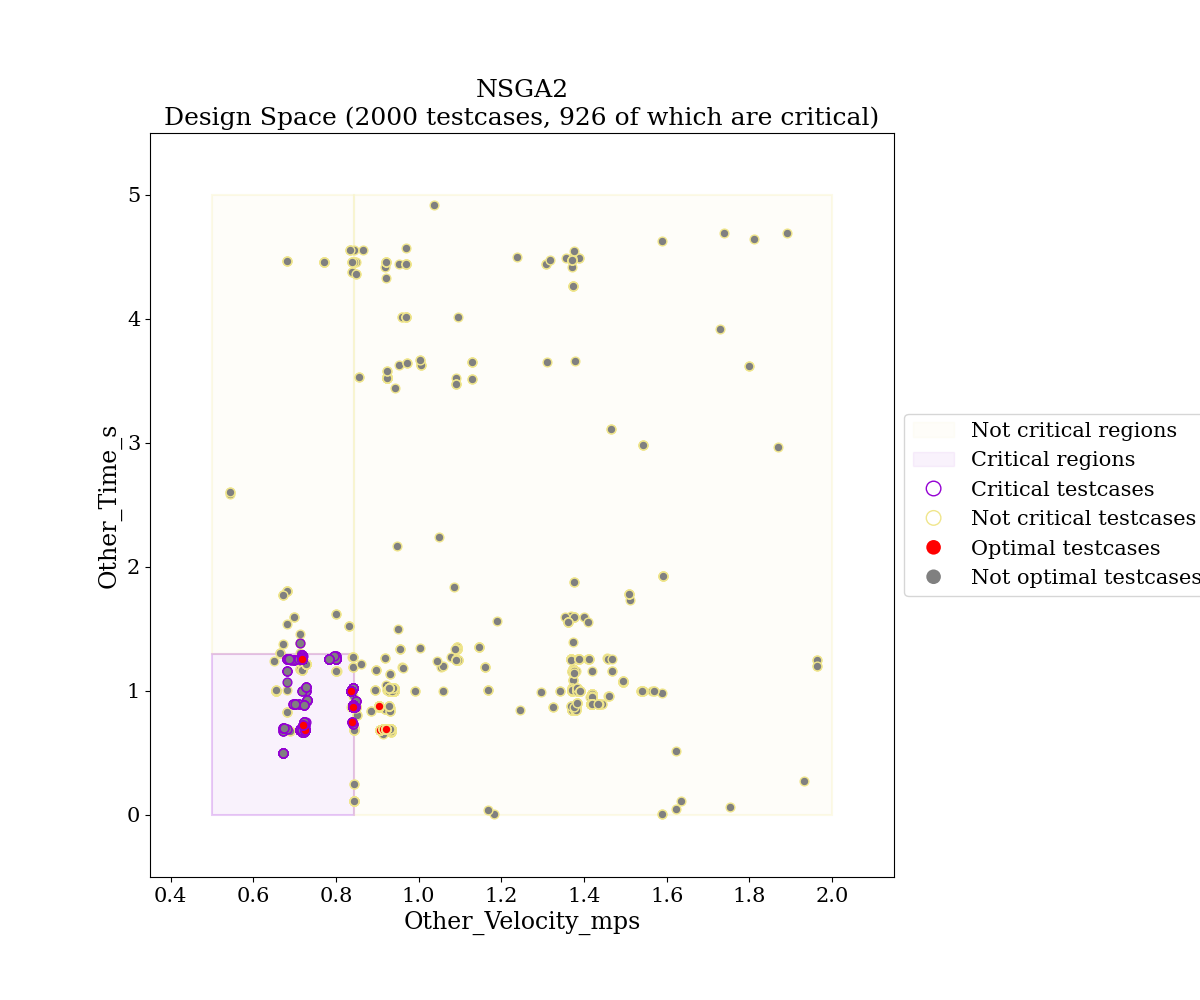 NSGA2
Design Space (2000 testcases, 926 of which are critical)
Other_Time_s
5
4
3
2
1
0
0.4 0.6 0.8 1.0 1.2 1.4 1.6 1.8 2.0
Other_Velocity_mps
Not critical regions
Critical regions
Critical testcases
Not critical testcases
Optimal testcases
Not optimal testcases